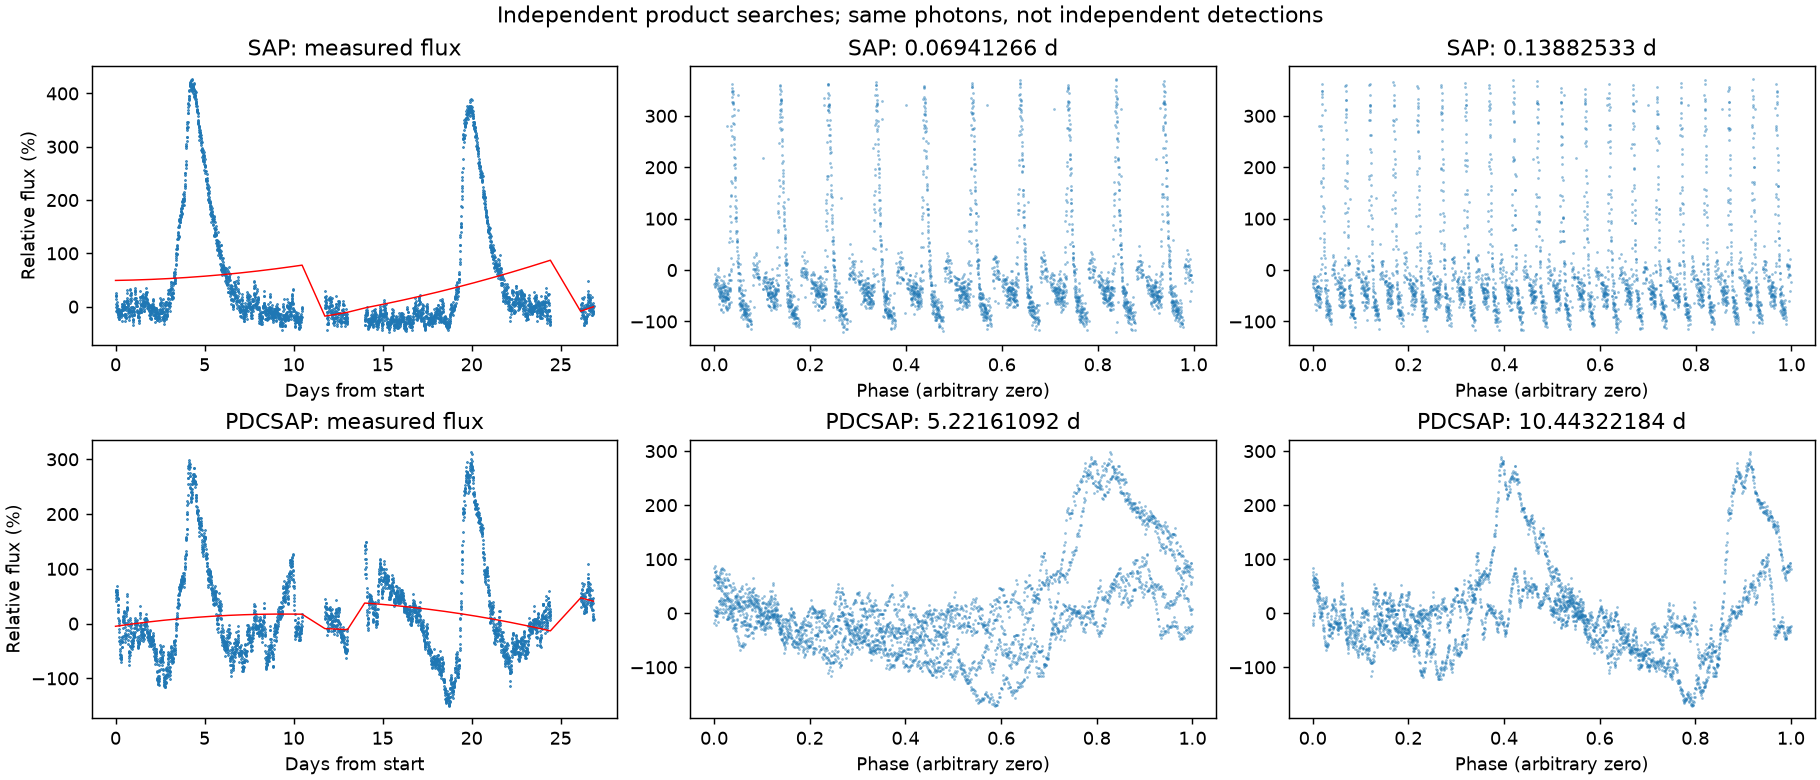 Independent product searches; same photons, not independent detections
SAP: measured flux
Relative flux (%)
400
300
200
100
0
0 5 10 15 20 25
Days from start
SAP: 0.06941266 d
300
200
100
0
−100
0.0 0.2 0.4 0.6 0.8 1.0
Phase (arbitrary zero)
SAP: 0.13882533 d
300
200
100
0
−100
0.0 0.2 0.4 0.6 0.8 1.0
Phase (arbitrary zero)
PDCSAP: measured flux
Relative flux (%)
300
200
100
0
−100
0 5 10 15 20 25
Days from start
PDCSAP: 5.22161092 d
300
200
100
0
−100
0.0 0.2 0.4 0.6 0.8 1.0
Phase (arbitrary zero)
PDCSAP: 10.44322184 d
300
200
100
0
−100
0.0 0.2 0.4 0.6 0.8 1.0
Phase (arbitrary zero)